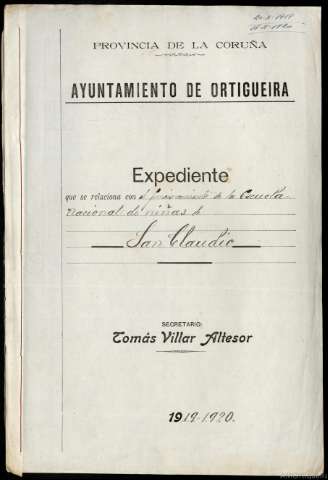 PROVINCIA DE LA CORUÑA
AYUNTAMIENTO DE ORTIGUEIRA
Expediente
que se relaciona con el funcionamiento de la Escuela
nacional de niñas de
San Claudio
SECRETARIO:
Tomás Villar Altesor
1919-1920.